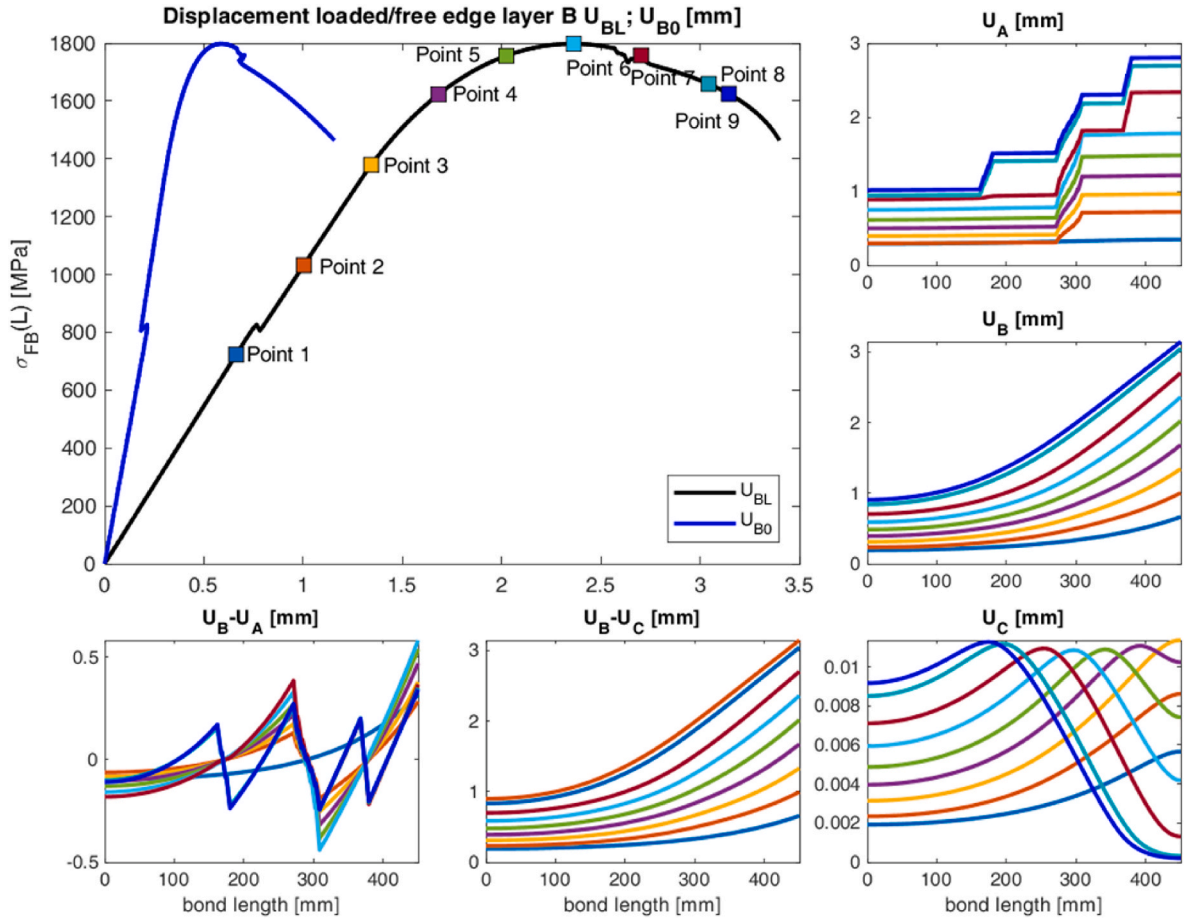 Displacement loaded/free edge layer B U_BL; U_B0 [mm]
σ_FB(L) [MPa]
1800
1600
1400
1200
1000
800
600
400
200
0
0 0.5 1 1.5 2 2.5 3 3.5
Point 1
Point 2
Point 3
Point 4
Point 5
Point 6
Point 7
Point 8
Point 9
U_BL
U_B0
U_A [mm]
3
2
1
0
0 100 200 300 400
U_B [mm]
3
2
1
0
0 100 200 300 400
U_B-U_A [mm]
0.5
0
-0.5
0 100 200 300 400
bond length [mm]
U_B-U_C [mm]
3
2
1
0
0 100 200 300 400
bond length [mm]
U_C [mm]
0.01
0.008
0.006
0.004
0.002
0
0 100 200 300 400
bond length [mm]